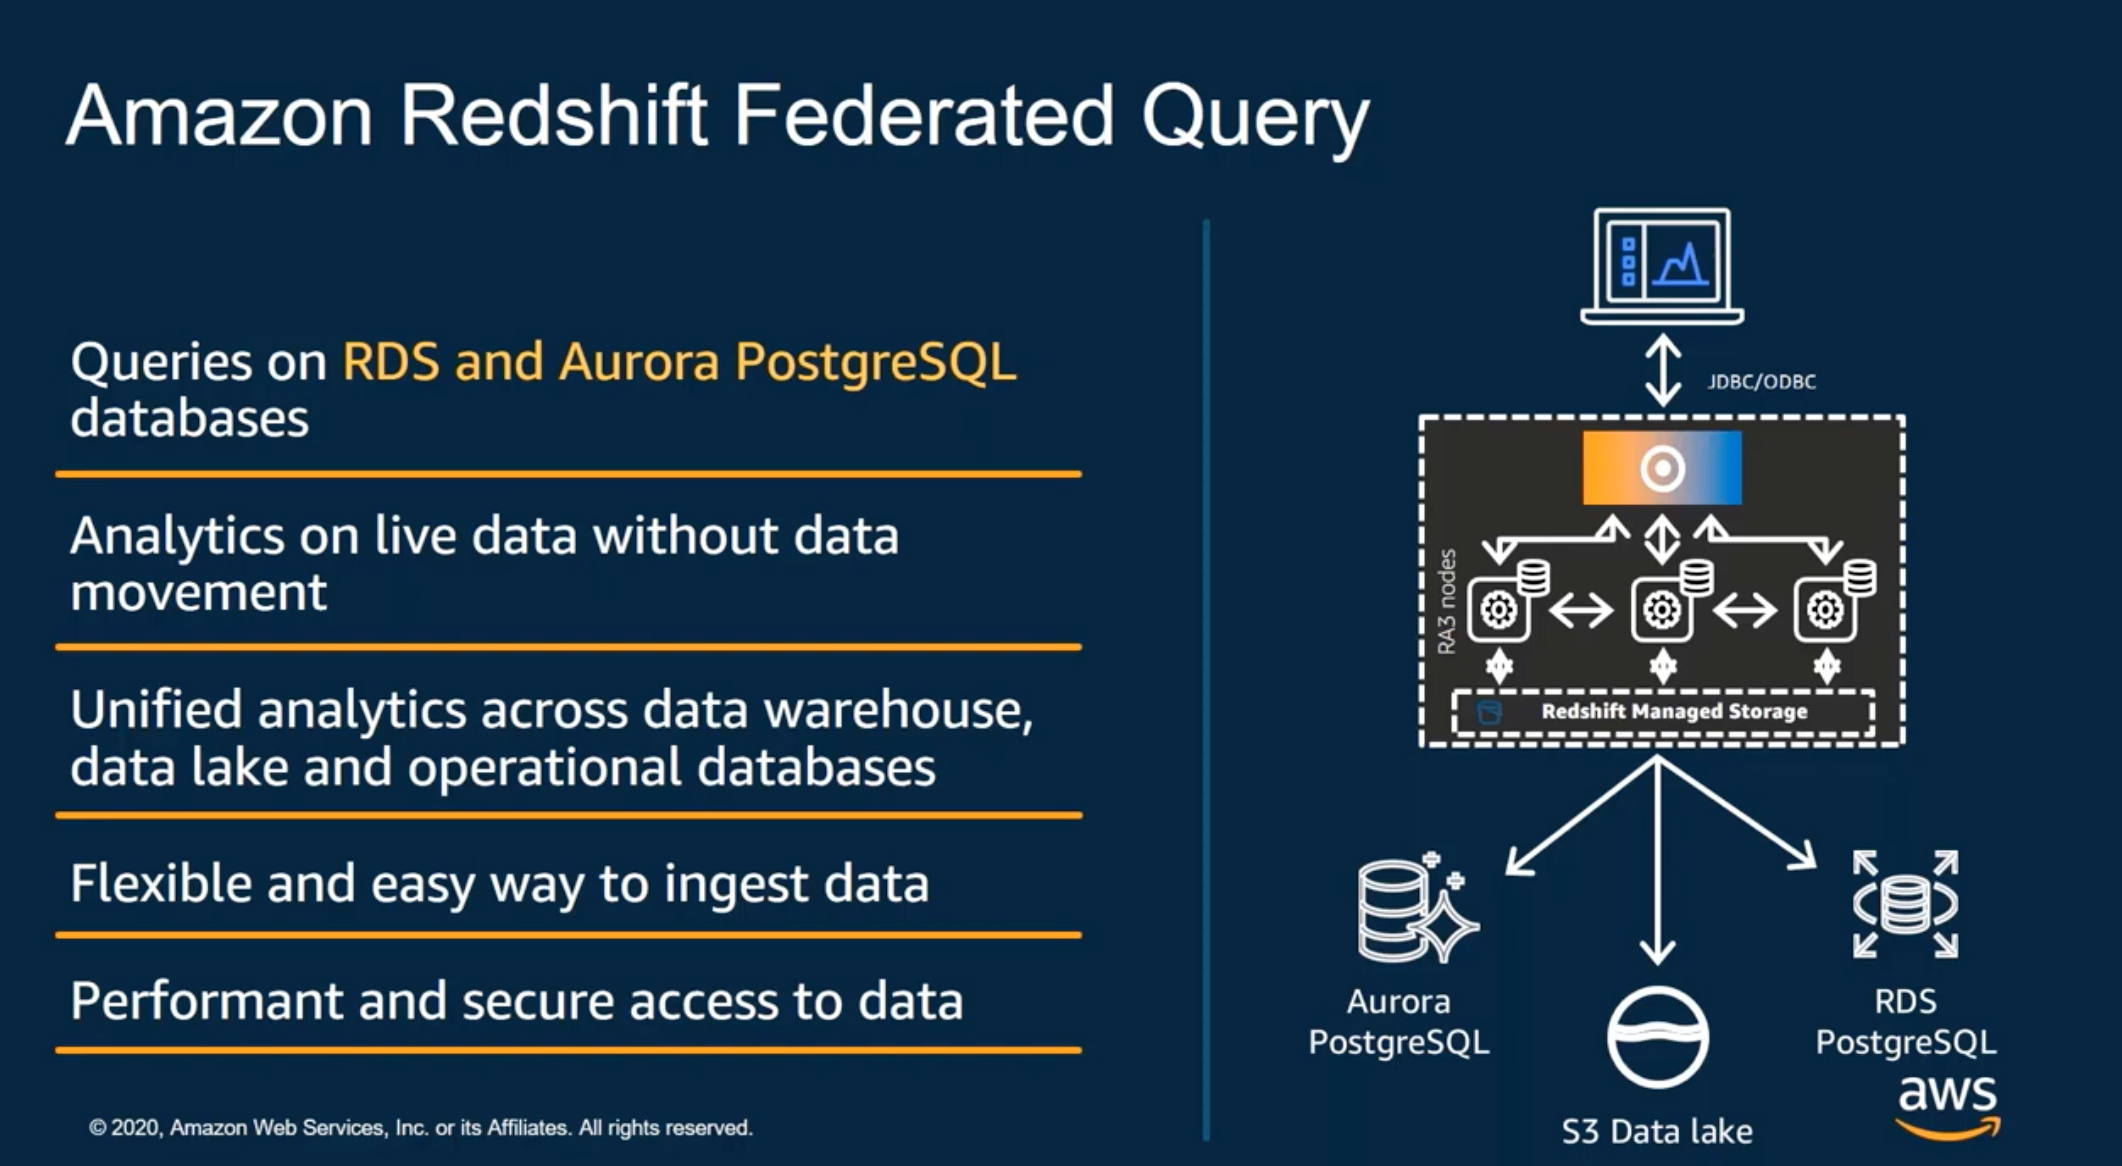 Amazon Redshift Federated Query
Queries on RDS and Aurora PostgreSQL
databases
Analytics on live data without data
movement
Unified analytics across data warehouse,
data lake and operational databases
Flexible and easy way to ingest data
Performant and secure access to data
© 2020, Amazon Web Services, Inc. or its Affiliates. All rights reserved.
JDBC/ODBC
RA3 nodes
Redshift Managed Storage
Aurora
PostgreSQL
S3 Data lake
RDS
PostgreSQL
aws